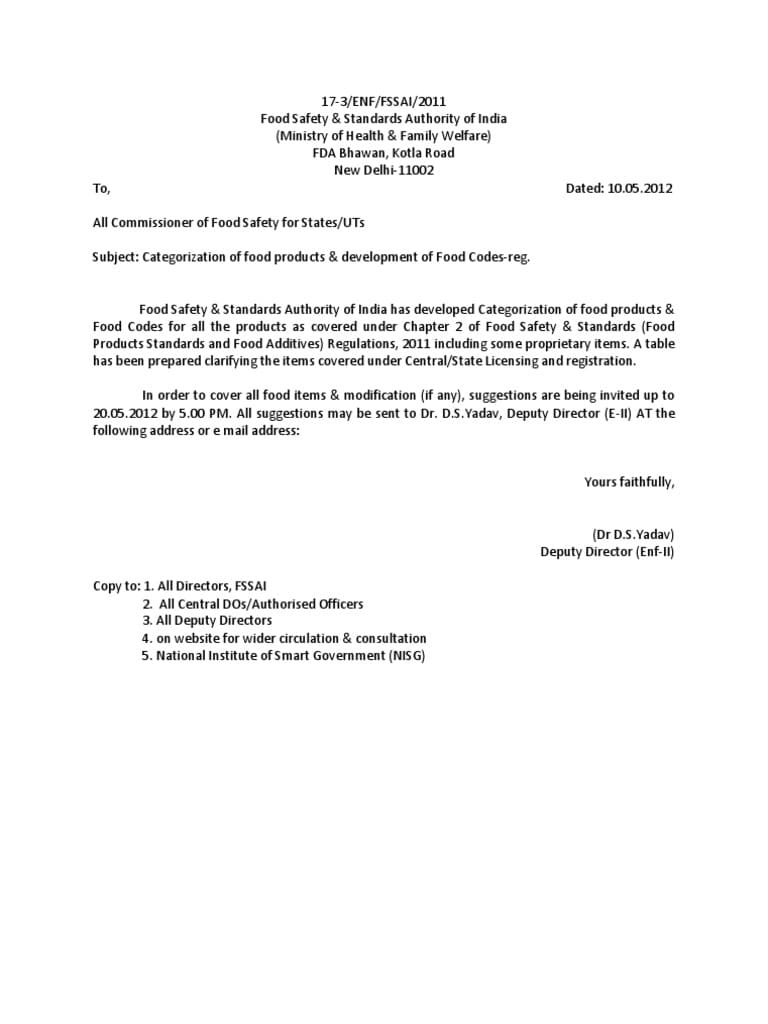 17-3/ENF/FSSAI/2011
Food Safety & Standards Authority of India
(Ministry of Health & Family Welfare)
FDA Bhawan, Kotla Road
New Delhi-11002
To, Dated: 10.05.2012
All Commissioner of Food Safety for States/UTs
Subject: Categorization of food products & development of Food Codes-reg.
Food Safety & Standards Authority of India has developed Categorization of food products &
Food Codes for all the products as covered under Chapter 2 of Food Safety & Standards (Food
Products Standards and Food Additives) Regulations, 2011 including some proprietary items. A table
has been prepared clarifying the items covered under Central/State Licensing and registration.
In order to cover all food items & modification (if any), suggestions are being invited up to
20.05.2012 by 5.00 PM. All suggestions may be sent to Dr. D.S.Yadav, Deputy Director (E-II) AT the
following address or e mail address:
Yours faithfully,
(Dr D.S.Yadav)
Deputy Director (Enf-II)
Copy to: 1. All Directors, FSSAI
2. All Central DOs/Authorised Officers
3. All Deputy Directors
4. on website for wider circulation & consultation
5. National Institute of Smart Government (NISG)